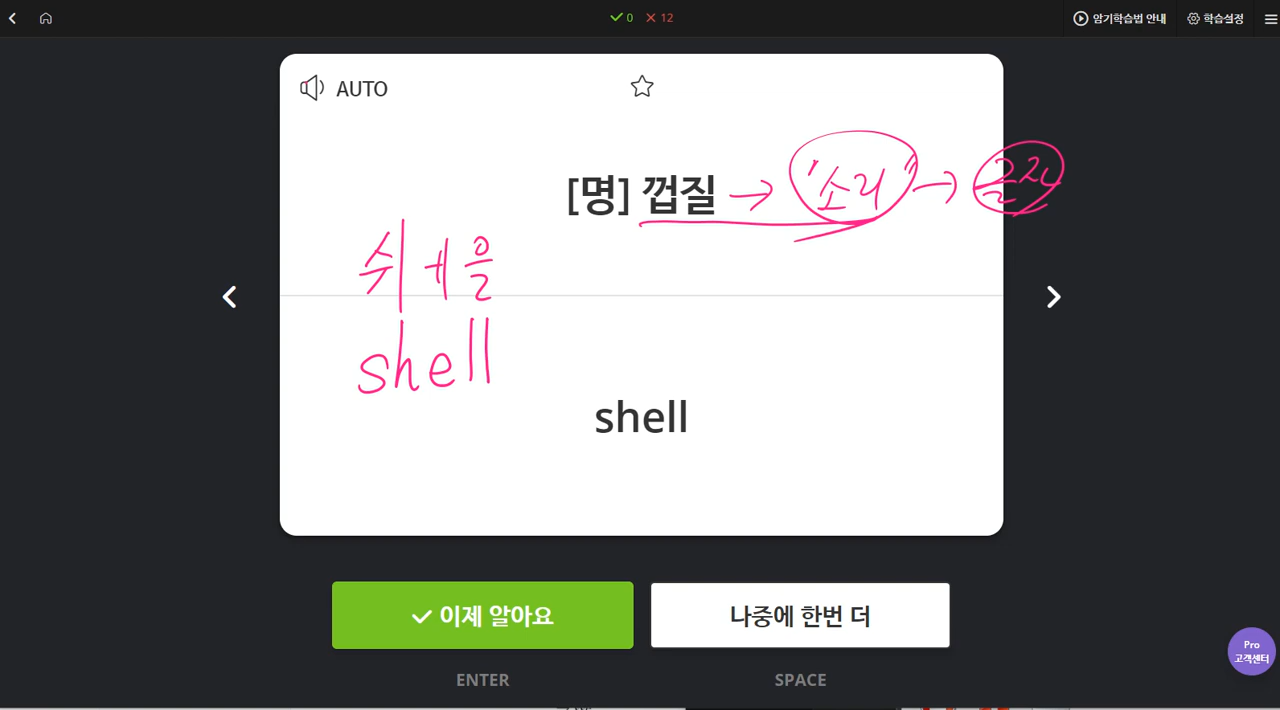 0 12 암기학습법 안내 학습설정
AUTO
[명] 껍질 → '소리' →
쉬 ㅔ 을
shell
shell
이제 알아요 나중에 한번 더
ENTER SPACE
Pro
고객센터